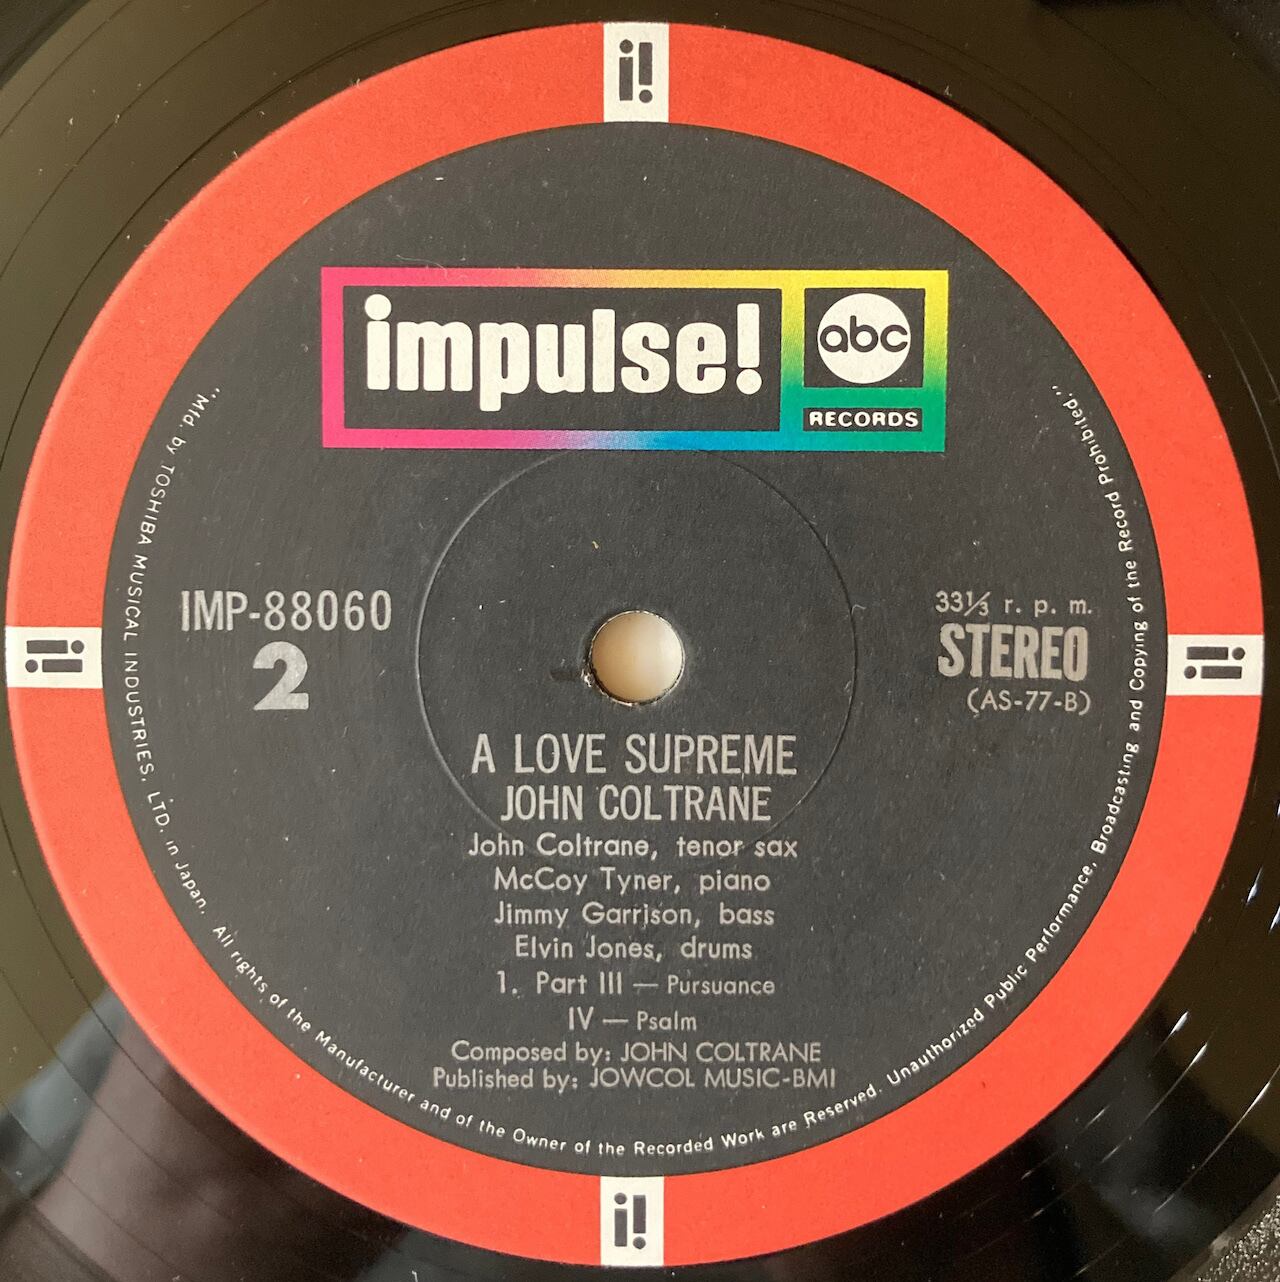 i!
impulse!
abc
RECORDS
IMP-88060
2
33⅓ r. p. m.
STEREO
(AS-77-B)
A LOVE SUPREME
JOHN COLTRANE
John Coltrane, tenor sax
McCoy Tyner, piano
Jimmy Garrison, bass
Elvin Jones, drums
1. Part III — Pursuance
IV — Psalm
Composed by: JOHN COLTRANE
Published by: JOWCOL MUSIC-BMI
"Mfd. by TOSHIBA MUSICAL INDUSTRIES, LTD. in Japan. All rights of the Manufacturer and of the Owner of the Recorded Work are Reserved. Unauthorized Public Performance, Broadcasting and Copying of the Record Prohibited."
i!
i!
i!